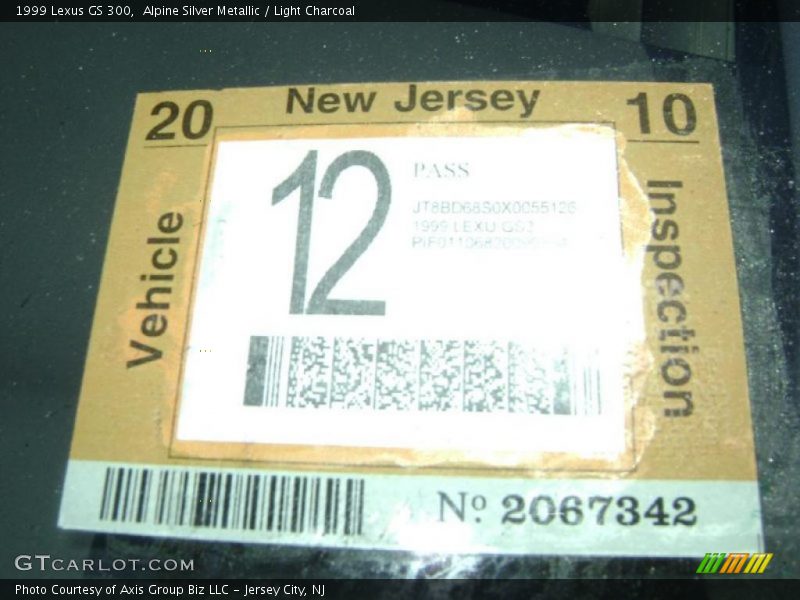 1999 Lexus GS 300,  Alpine Silver Metallic / Light Charcoal
20 New Jersey 10
Vehicle
12
PASS
JT8BD68S0X0055126
1999 LEXU GS3
Inspection
Nº 2067342
GTCARLOT.COM
Photo Courtesy of Axis Group Biz LLC - Jersey City, NJ